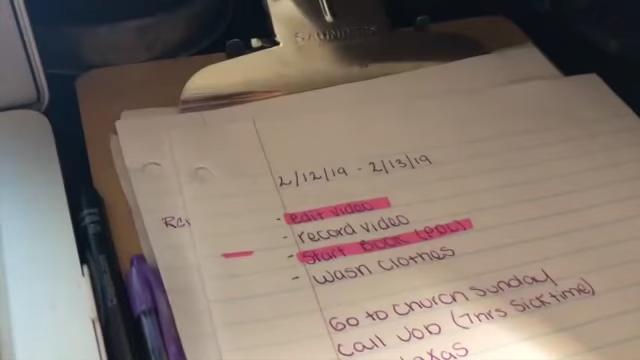 SAUNDERS
2/12/19 - 2/13/19
- edit video
- record video
- Start Book (PDL)
- wash clothes
Go to church Sunday
Call Job (7hrs sick time)